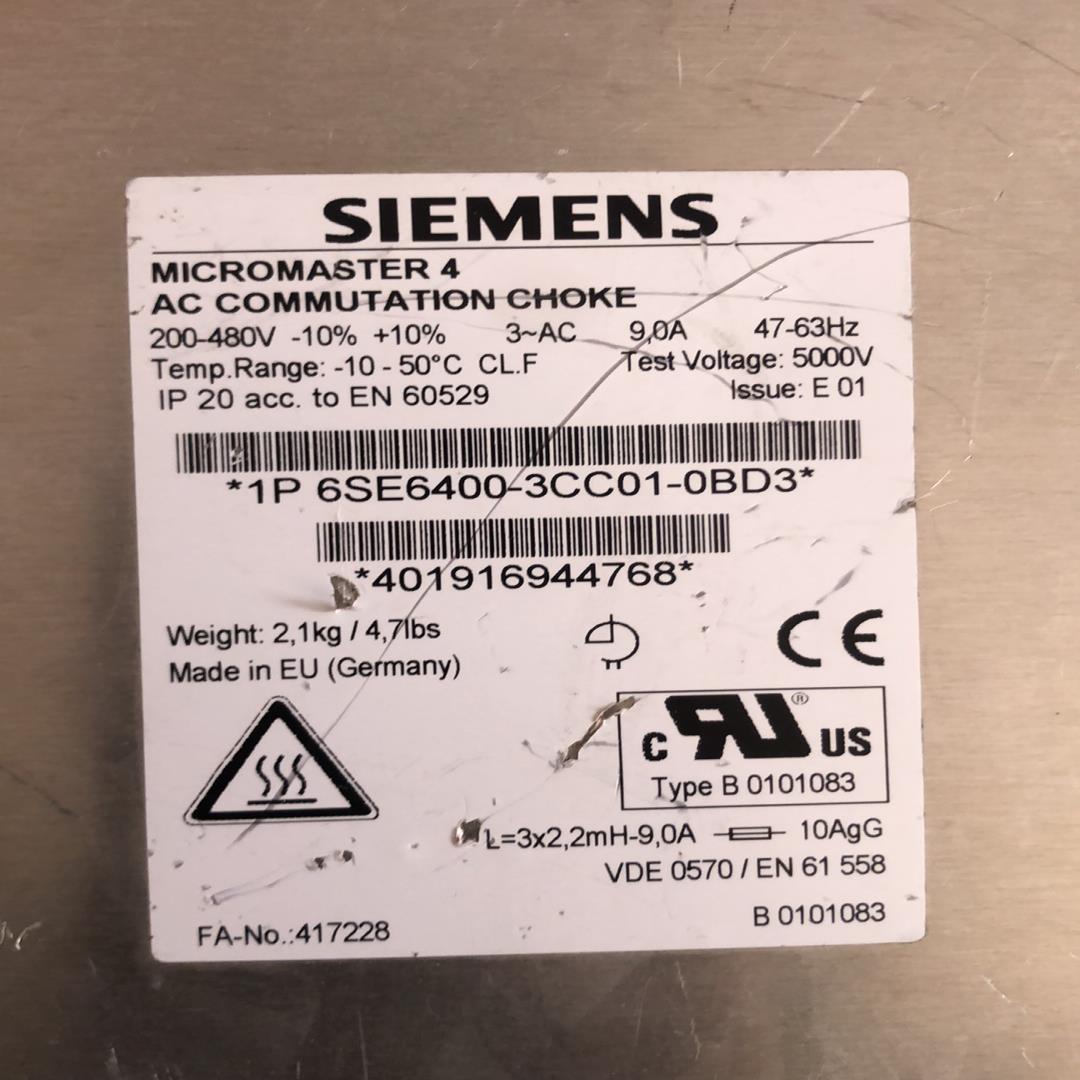 SIEMENS
MICROMASTER 4
AC COMMUTATION CHOKE
200-480V -10% +10% 3~AC 9,0A 47-63Hz
Temp.Range: -10 - 50°C CL.F Test Voltage: 5000V
IP 20 acc. to EN 60529 Issue: E 01
*1P 6SE6400-3CC01-0BD3*
*401916944768*
Weight: 2,1kg / 4,7lbs
Made in EU (Germany)
CE
c RU ® US
Type B 0101083
L=3x2,2mH-9,0A 10AgG
VDE 0570 / EN 61 558
FA-No.:417228 B 0101083